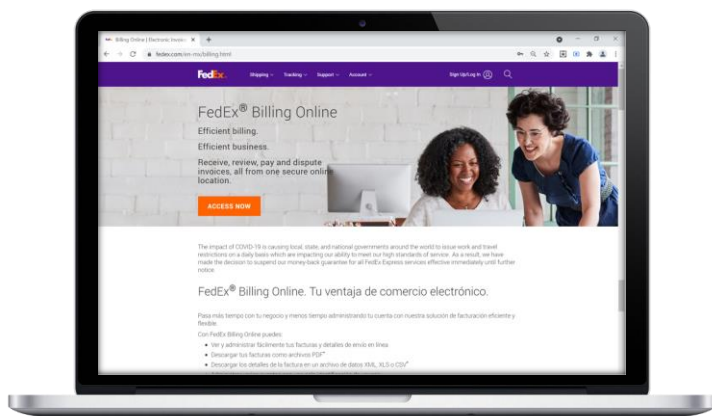 Billing Online | Electronic Invoic
fedex.com/en-mx/billing.html
FedEx. Shipping Tracking Support Account Sign Up/Log In
FedEx® Billing Online
Efficient billing.
Efficient business.
Receive, review, pay and dispute
invoices, all from one secure online
location.
ACCESS NOW
The impact of COVID-19 is causing local, state, and national governments around the world to issue work and travel
restrictions on a daily basis which are impacting our ability to meet our high standards of service. As a result, we have
made the decision to suspend our money-back guarantee for all FedEx Express services effective immediately until further
notice.
FedEx® Billing Online. Tu ventaja de comercio electrónico.
Pasa más tiempo con tu negocio y menos tiempo administrando tu cuenta con nuestra solución de facturación eficiente y
flexible.
Con FedEx Billing Online puedes:
• Ver y administrar fácilmente tus facturas y detalles de envío en línea
• Descargar tus facturas como archivos PDF*
• Descargar los detalles de la factura en un archivo de datos XML, XLS o CSV*